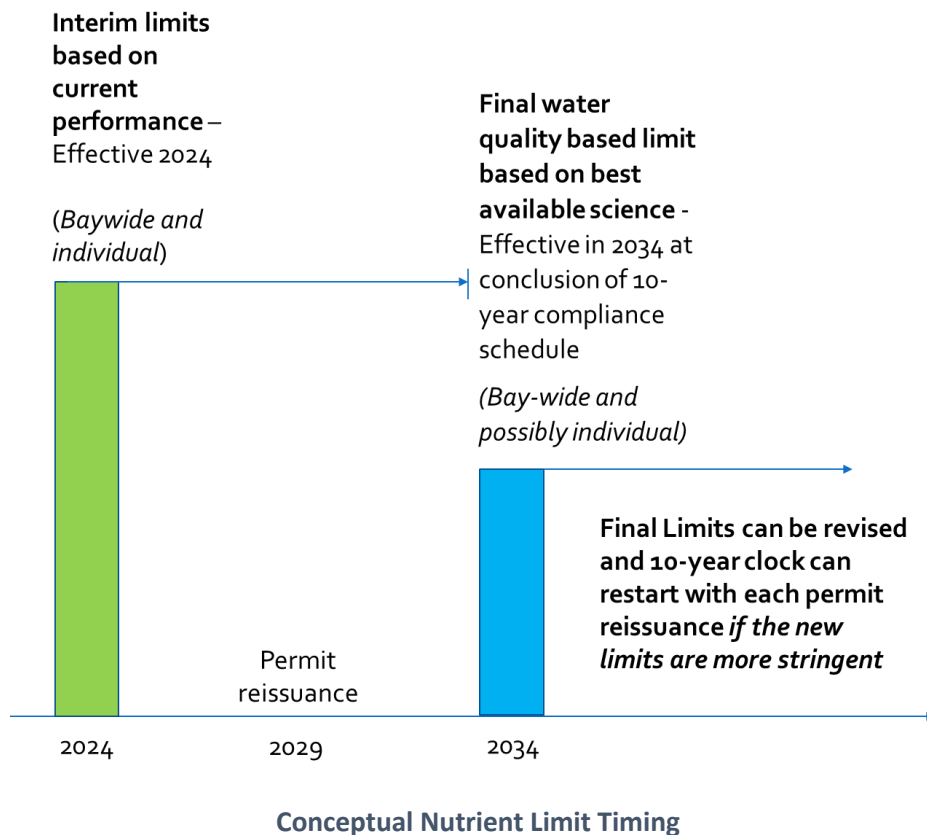 Interim limits
based on
current
performance –
Effective 2024
(Baywide and
individual)
Final water
quality based limit
based on best
available science -
Effective in 2034 at
conclusion of 10-
year compliance
schedule
(Bay-wide and
possibly individual)
Final Limits can be revised
and 10-year clock can
restart with each permit
reissuance if the new
limits are more stringent
Permit
reissuance
2024
2029
2034
Conceptual Nutrient Limit Timing